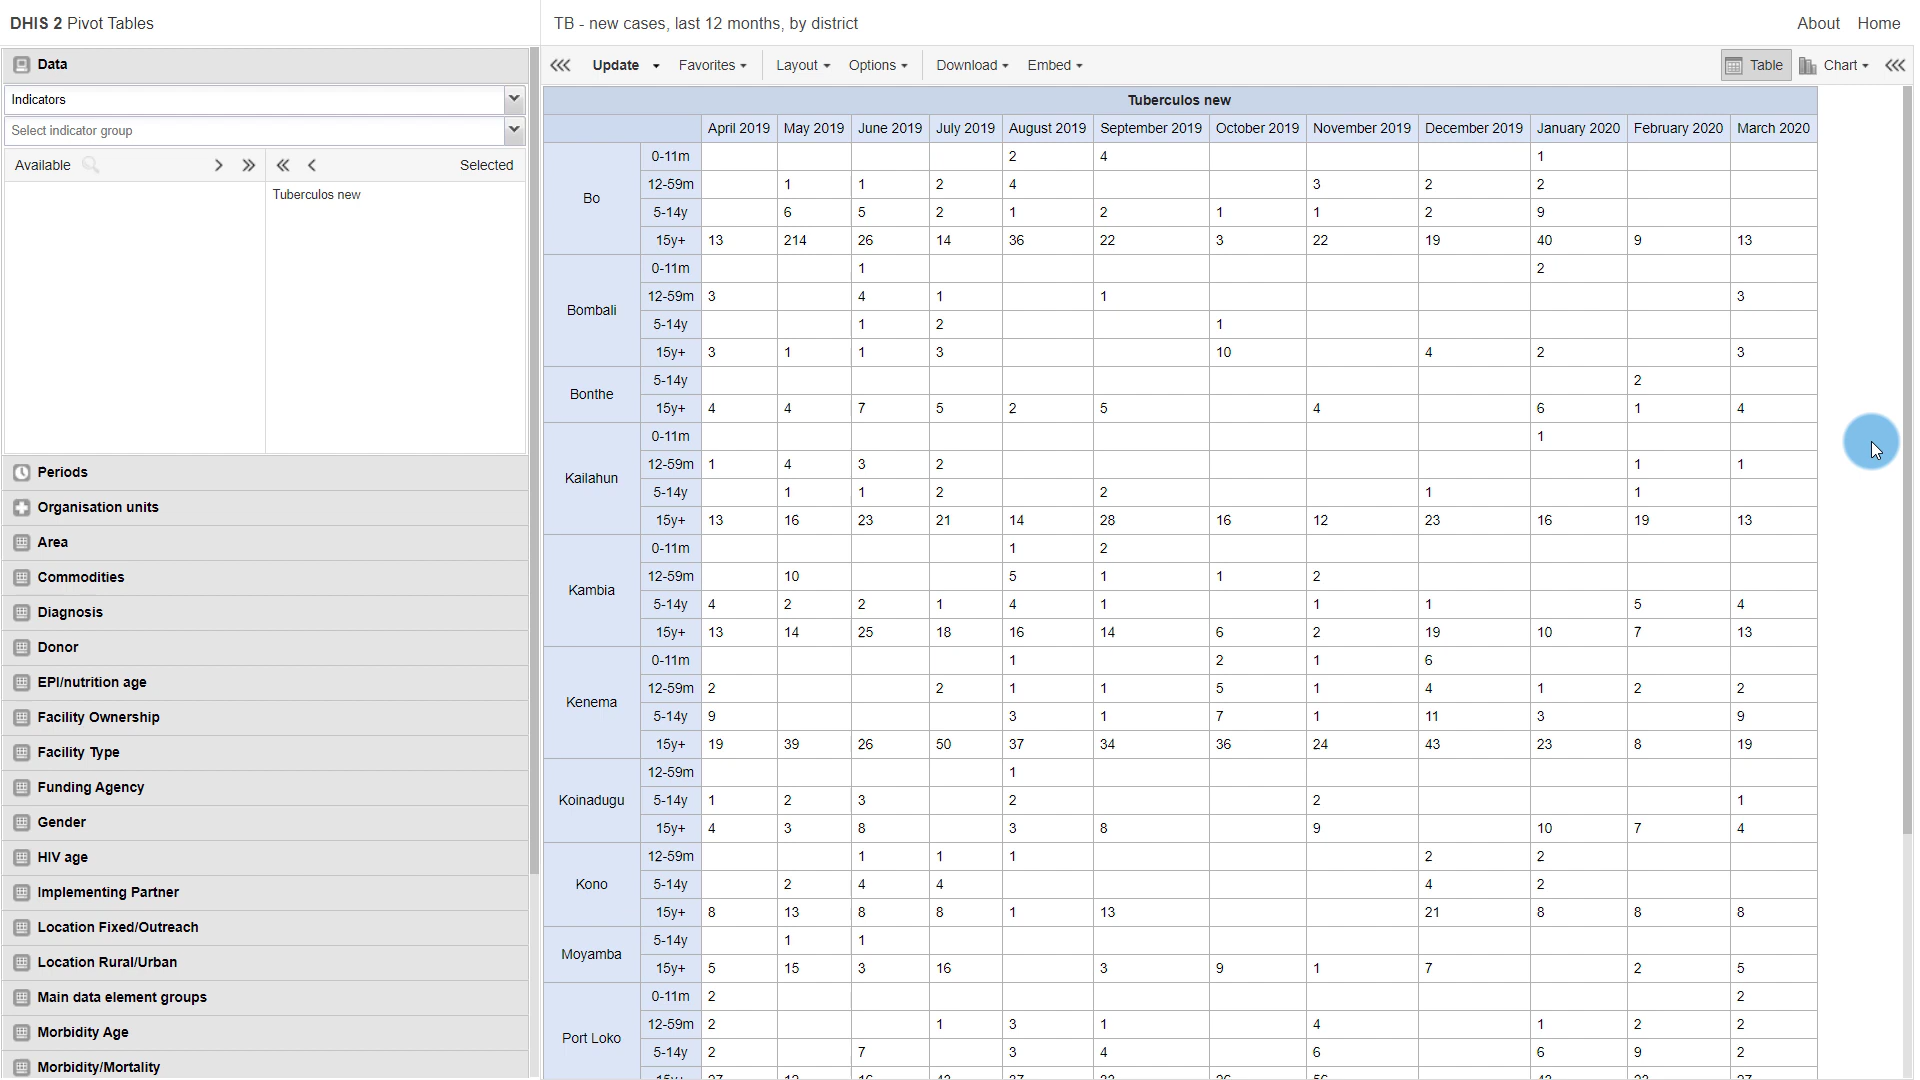 DHIS 2 Pivot Tables
TB - new cases, last 12 months, by district
About Home
Data
Indicators
Select indicator group
Available Selected
Tuberculos new
Periods
Organisation units
Area
Commodities
Diagnosis
Donor
EPI/nutrition age
Facility Ownership
Facility Type
Funding Agency
Gender
HIV age
Implementing Partner
Location Fixed/Outreach
Location Rural/Urban
Main data element groups
Morbidity Age
Morbidity/Mortality
Update Favorites Layout Options Download Embed Table Chart
Tuberculos new
April 2019 May 2019 June 2019 July 2019 August 2019 September 2019 October 2019 November 2019 December 2019 January 2020 February 2020 March 2020
Bo
0-11m 2 4 1
12-59m 1 1 2 4 3 2 2
5-14y 6 5 2 1 2 1 1 2 9
15y+ 13 214 26 14 36 22 3 22 19 40 9 13
Bombali
0-11m 1 2
12-59m 3 4 1 1 3
5-14y 1 2 1
15y+ 3 1 1 3 10 4 2 3
Bonthe
5-14y 2
15y+ 4 4 7 5 2 5 4 6 1 4
Kailahun
0-11m 1
12-59m 1 4 3 2 1 1
5-14y 1 1 2 2 1 1
15y+ 13 16 23 21 14 28 16 12 23 16 19 13
Kambia
0-11m 1 2
12-59m 10 5 1 1 2
5-14y 4 2 2 1 4 1 1 1 5 4
15y+ 13 14 25 18 16 14 6 2 19 10 7 13
Kenema
0-11m 1 2 1 6
12-59m 2 2 1 1 5 1 4 1 2 2
5-14y 9 3 1 7 1 11 3 9
15y+ 19 39 26 50 37 34 36 24 43 23 8 19
Koinadugu
12-59m 1
5-14y 1 2 3 2 2 1
15y+ 4 3 8 3 8 9 10 7 4
Kono
12-59m 1 1 1 2 2
5-14y 2 4 4 4 2
15y+ 8 13 8 8 1 13 21 8 8 8
Moyamba
5-14y 1 1
15y+ 5 15 3 16 3 9 1 7 2 5
Port Loko
0-11m 2 2
12-59m 2 1 3 1 4 1 2 2
5-14y 2 7 3 4 6 6 9 2